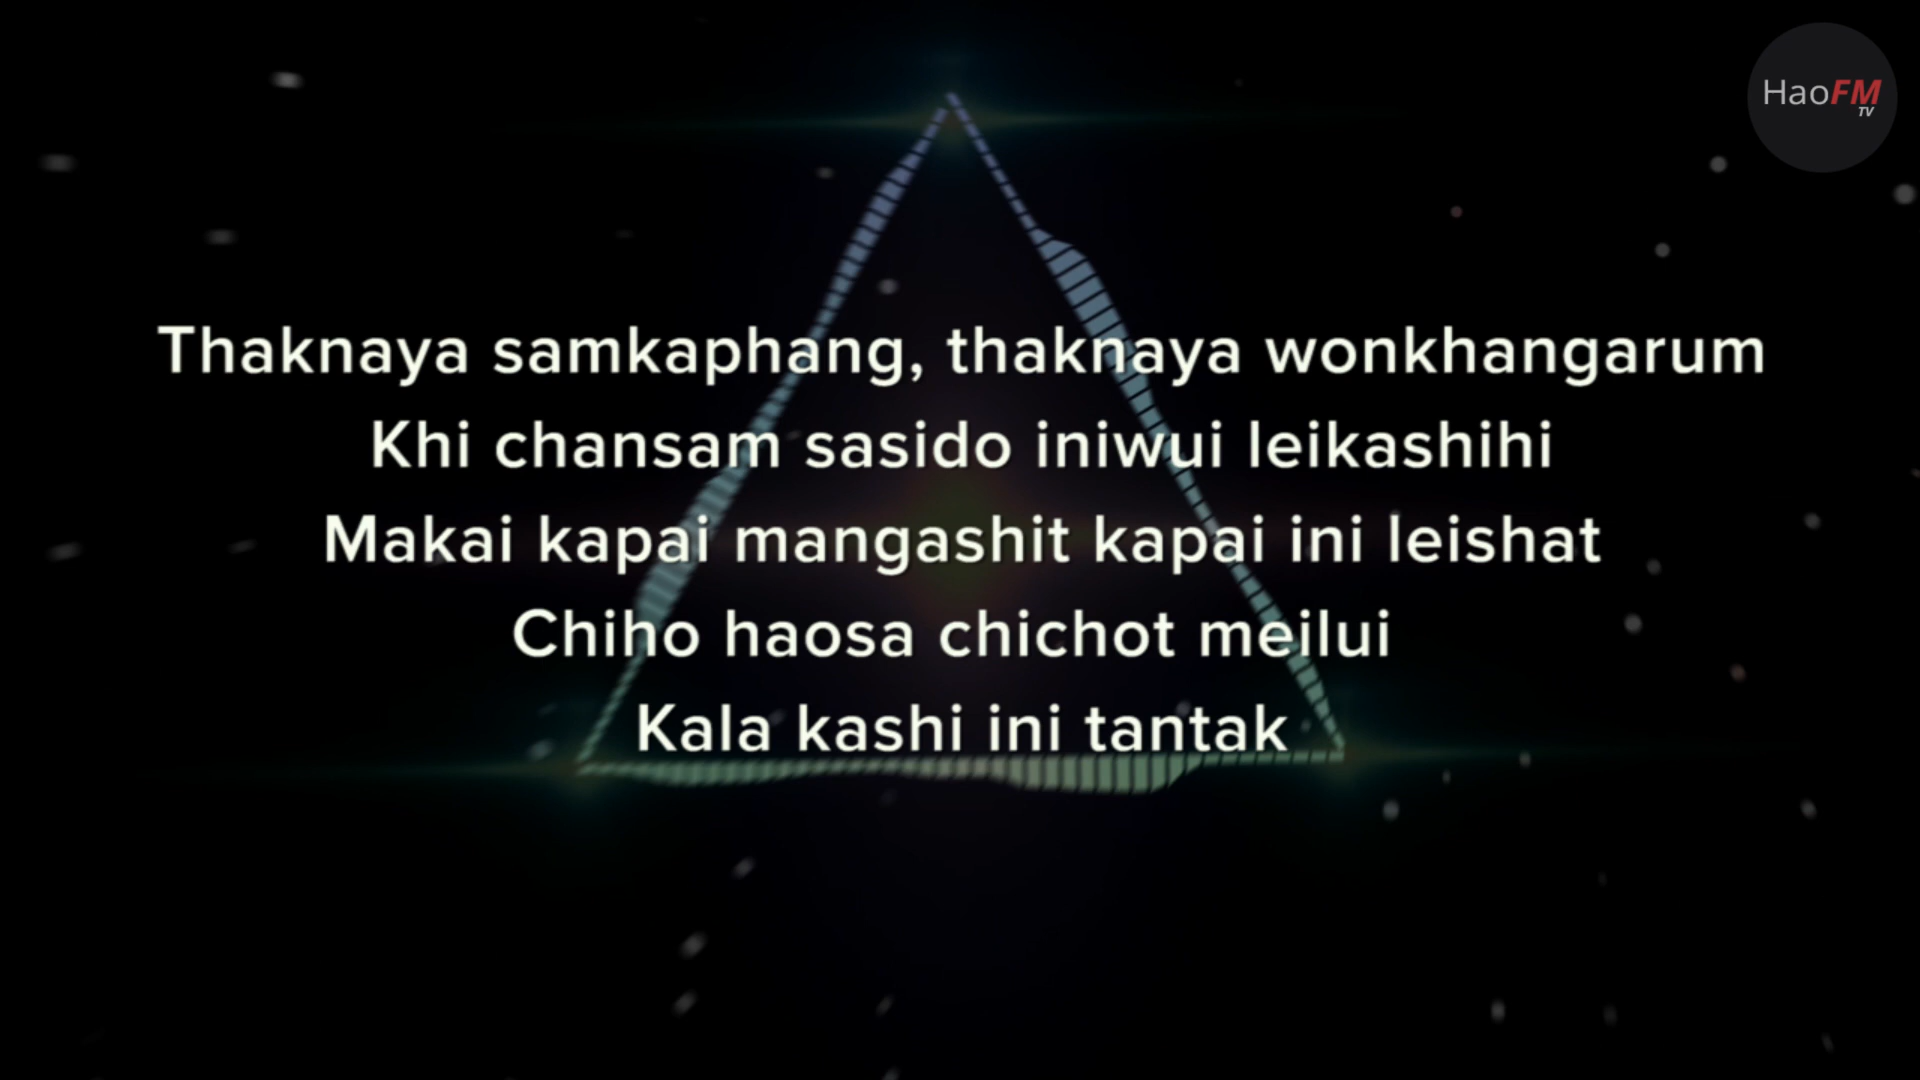 HaoFM
TV
Thaknaya samkaphang, thaknaya wonkhangarum
Khi chansam sasido iniwui leikashihi
Makai kapai mangashit kapai ini leishat
Chiho haosa chichot meilui
Kala kashi ini tantak